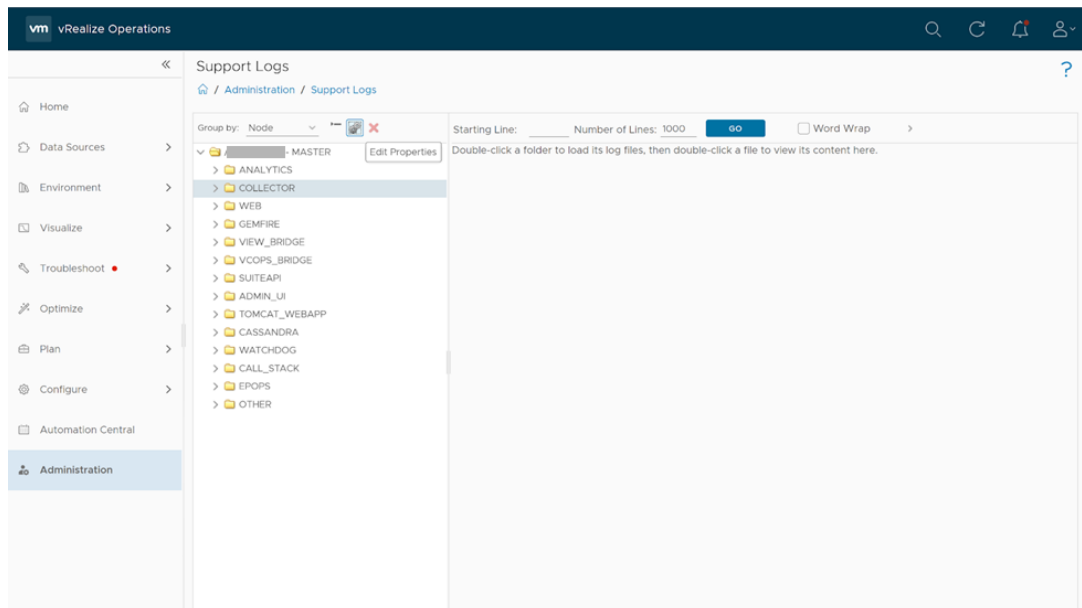 vm vRealize Operations
Support Logs
Administration / Support Logs
Home
Data Sources
Environment
Visualize
Troubleshoot
Optimize
Plan
Configure
Automation Central
Administration
Group by: Node
Edit Properties
- MASTER
ANALYTICS
COLLECTOR
WEB
GEMFIRE
VIEW_BRIDGE
VCOPS_BRIDGE
SUITEAPI
ADMIN_UI
TOMCAT_WEBAPP
CASSANDRA
WATCHDOG
CALL_STACK
EPOPS
OTHER
Starting Line: Number of Lines: 1000 GO Word Wrap
Double-click a folder to load its log files, then double-click a file to view its content here.